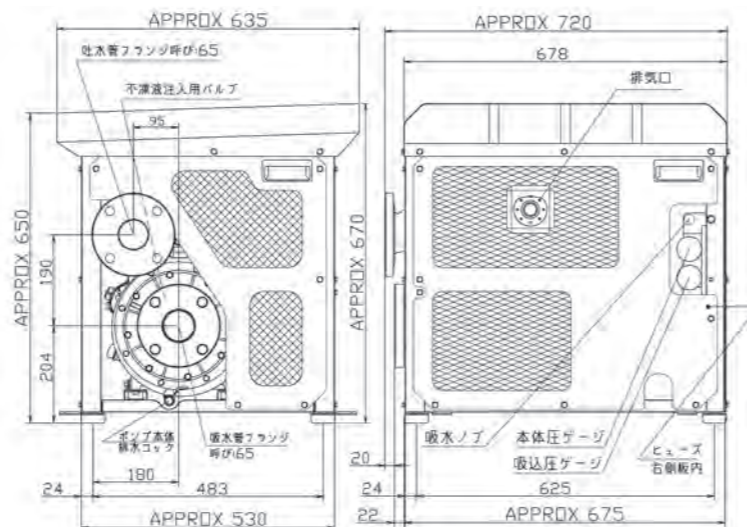 APPROX 635
吐水管フランジ呼び:65
不凍液注入用バルブ
95
APPROX 650
190
204
APPROX 670
ポンプ本体
排水コック
吸水管フランジ
呼び:65
180
24
483
APPROX 530
APPROX 720
678
排気口
吸水ノブ
本体圧ゲージ
吸込圧ゲージ
ヒューズ
右側板内
20
24
625
22
APPROX 675